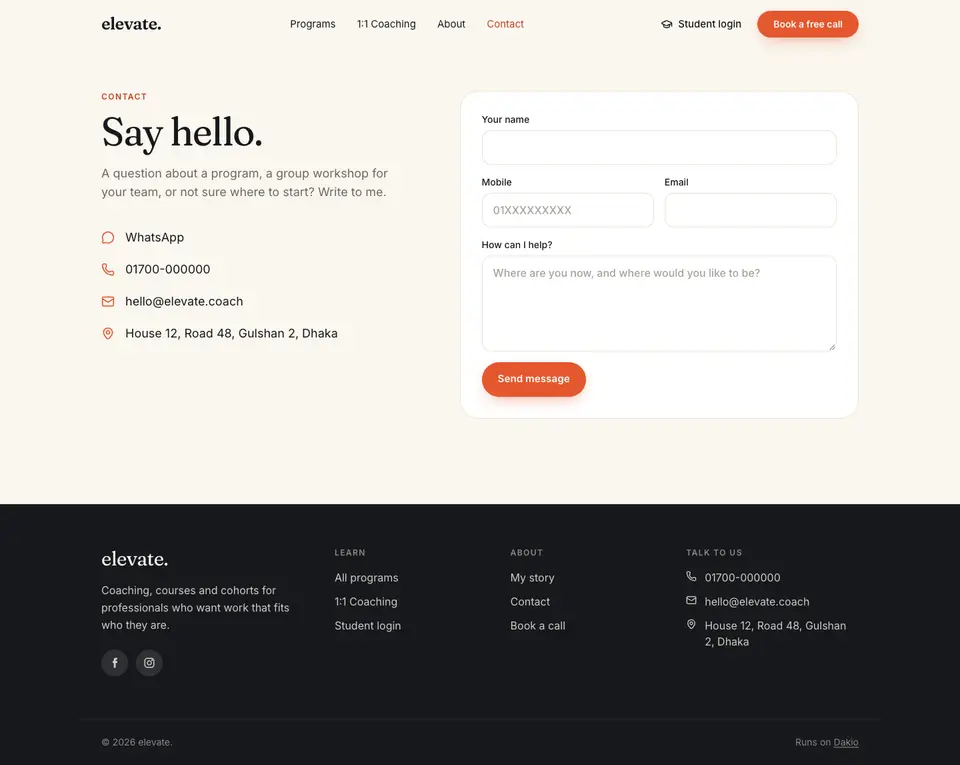 elevate.
Programs
1:1 Coaching
About
Contact
Student login
Book a free call
CONTACT
Say hello.
A question about a program, a group workshop for
your team, or not sure where to start? Write to me.
WhatsApp
01700-000000
hello@elevate.coach
House 12, Road 48, Gulshan 2, Dhaka
Your name
Mobile
Email
01XXXXXXXXX
How can I help?
Where are you now, and where would you like to be?
Send message
elevate.
Coaching, courses and cohorts for
professionals who want work that fits
who they are.
LEARN
All programs
1:1 Coaching
Student login
ABOUT
My story
Contact
Book a call
TALK TO US
01700-000000
hello@elevate.coach
House 12, Road 48, Gulshan
2, Dhaka
© 2026 elevate.
Runs on Dakio